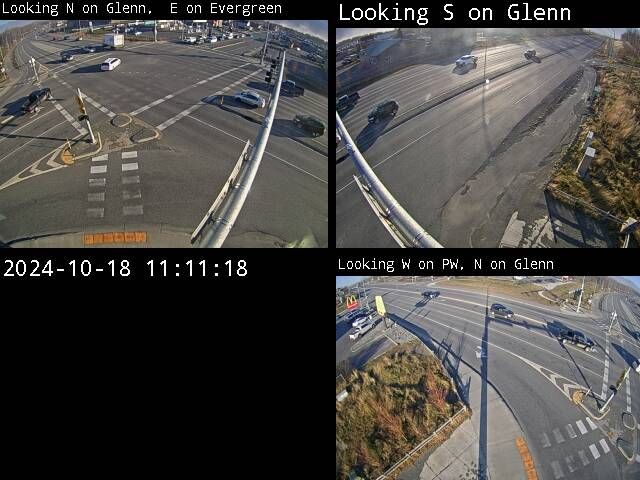 Looking N on Glenn, E on Evergreen
Looking S on Glenn
2024-10-18 11:11:18
Looking W on PW, N on Glenn